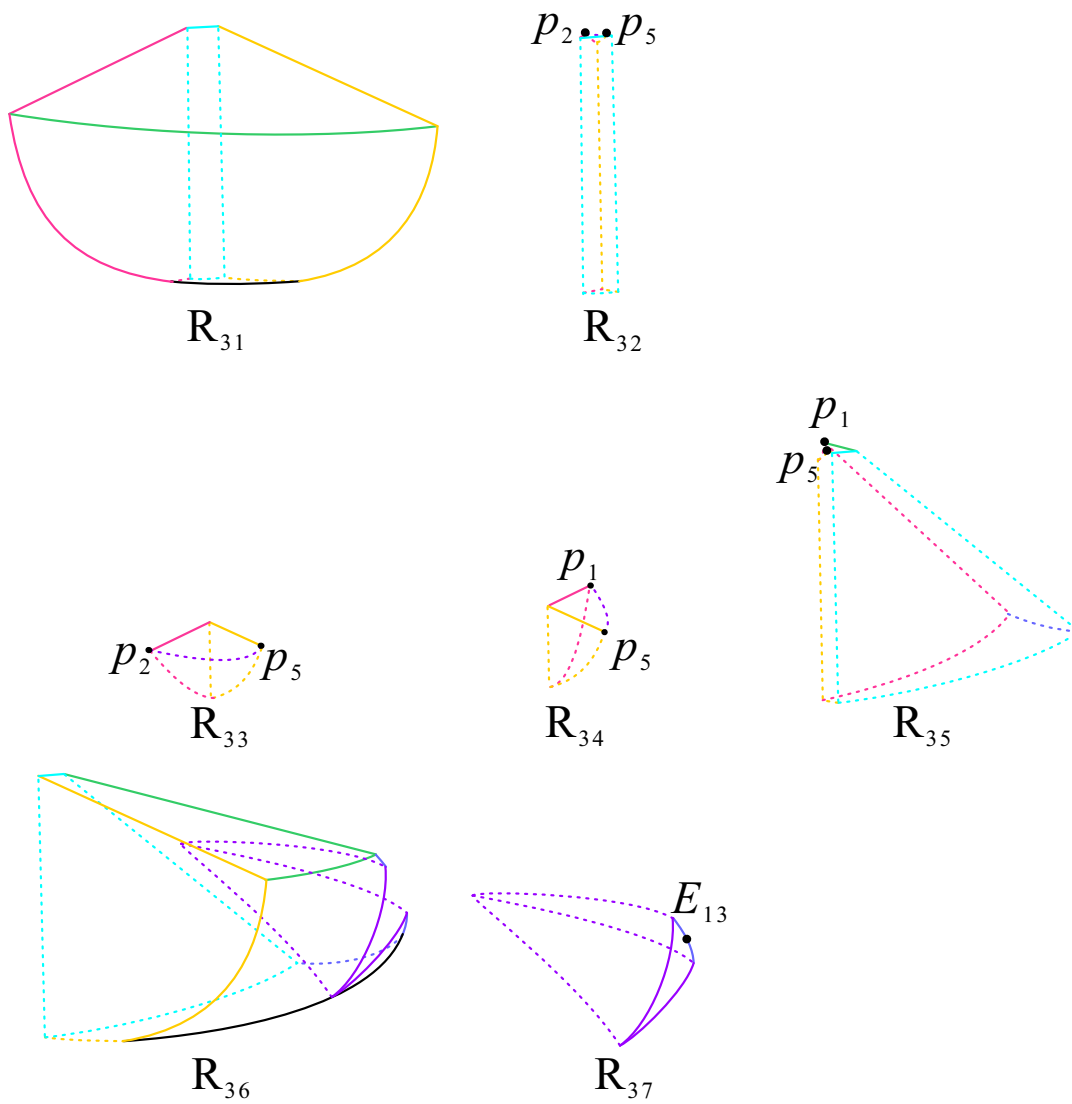 p₂ p₅
R₃₁ R₃₂
p₁
p₅
p₁
p₂ p₅ p₅
R₃₃ R₃₄ R₃₅
E₁₃
R₃₆ R₃₇